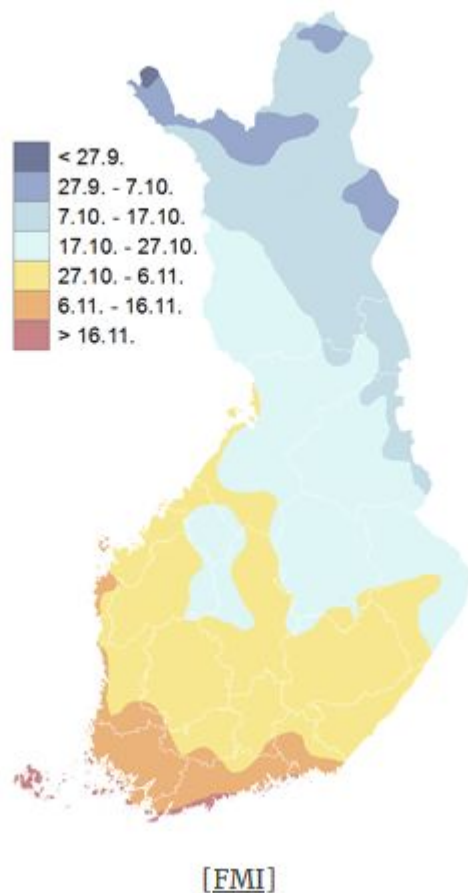 < 27.9.
27.9. - 7.10.
7.10. - 17.10.
17.10. - 27.10.
27.10. - 6.11.
6.11. - 16.11.
> 16.11.
[FMI]